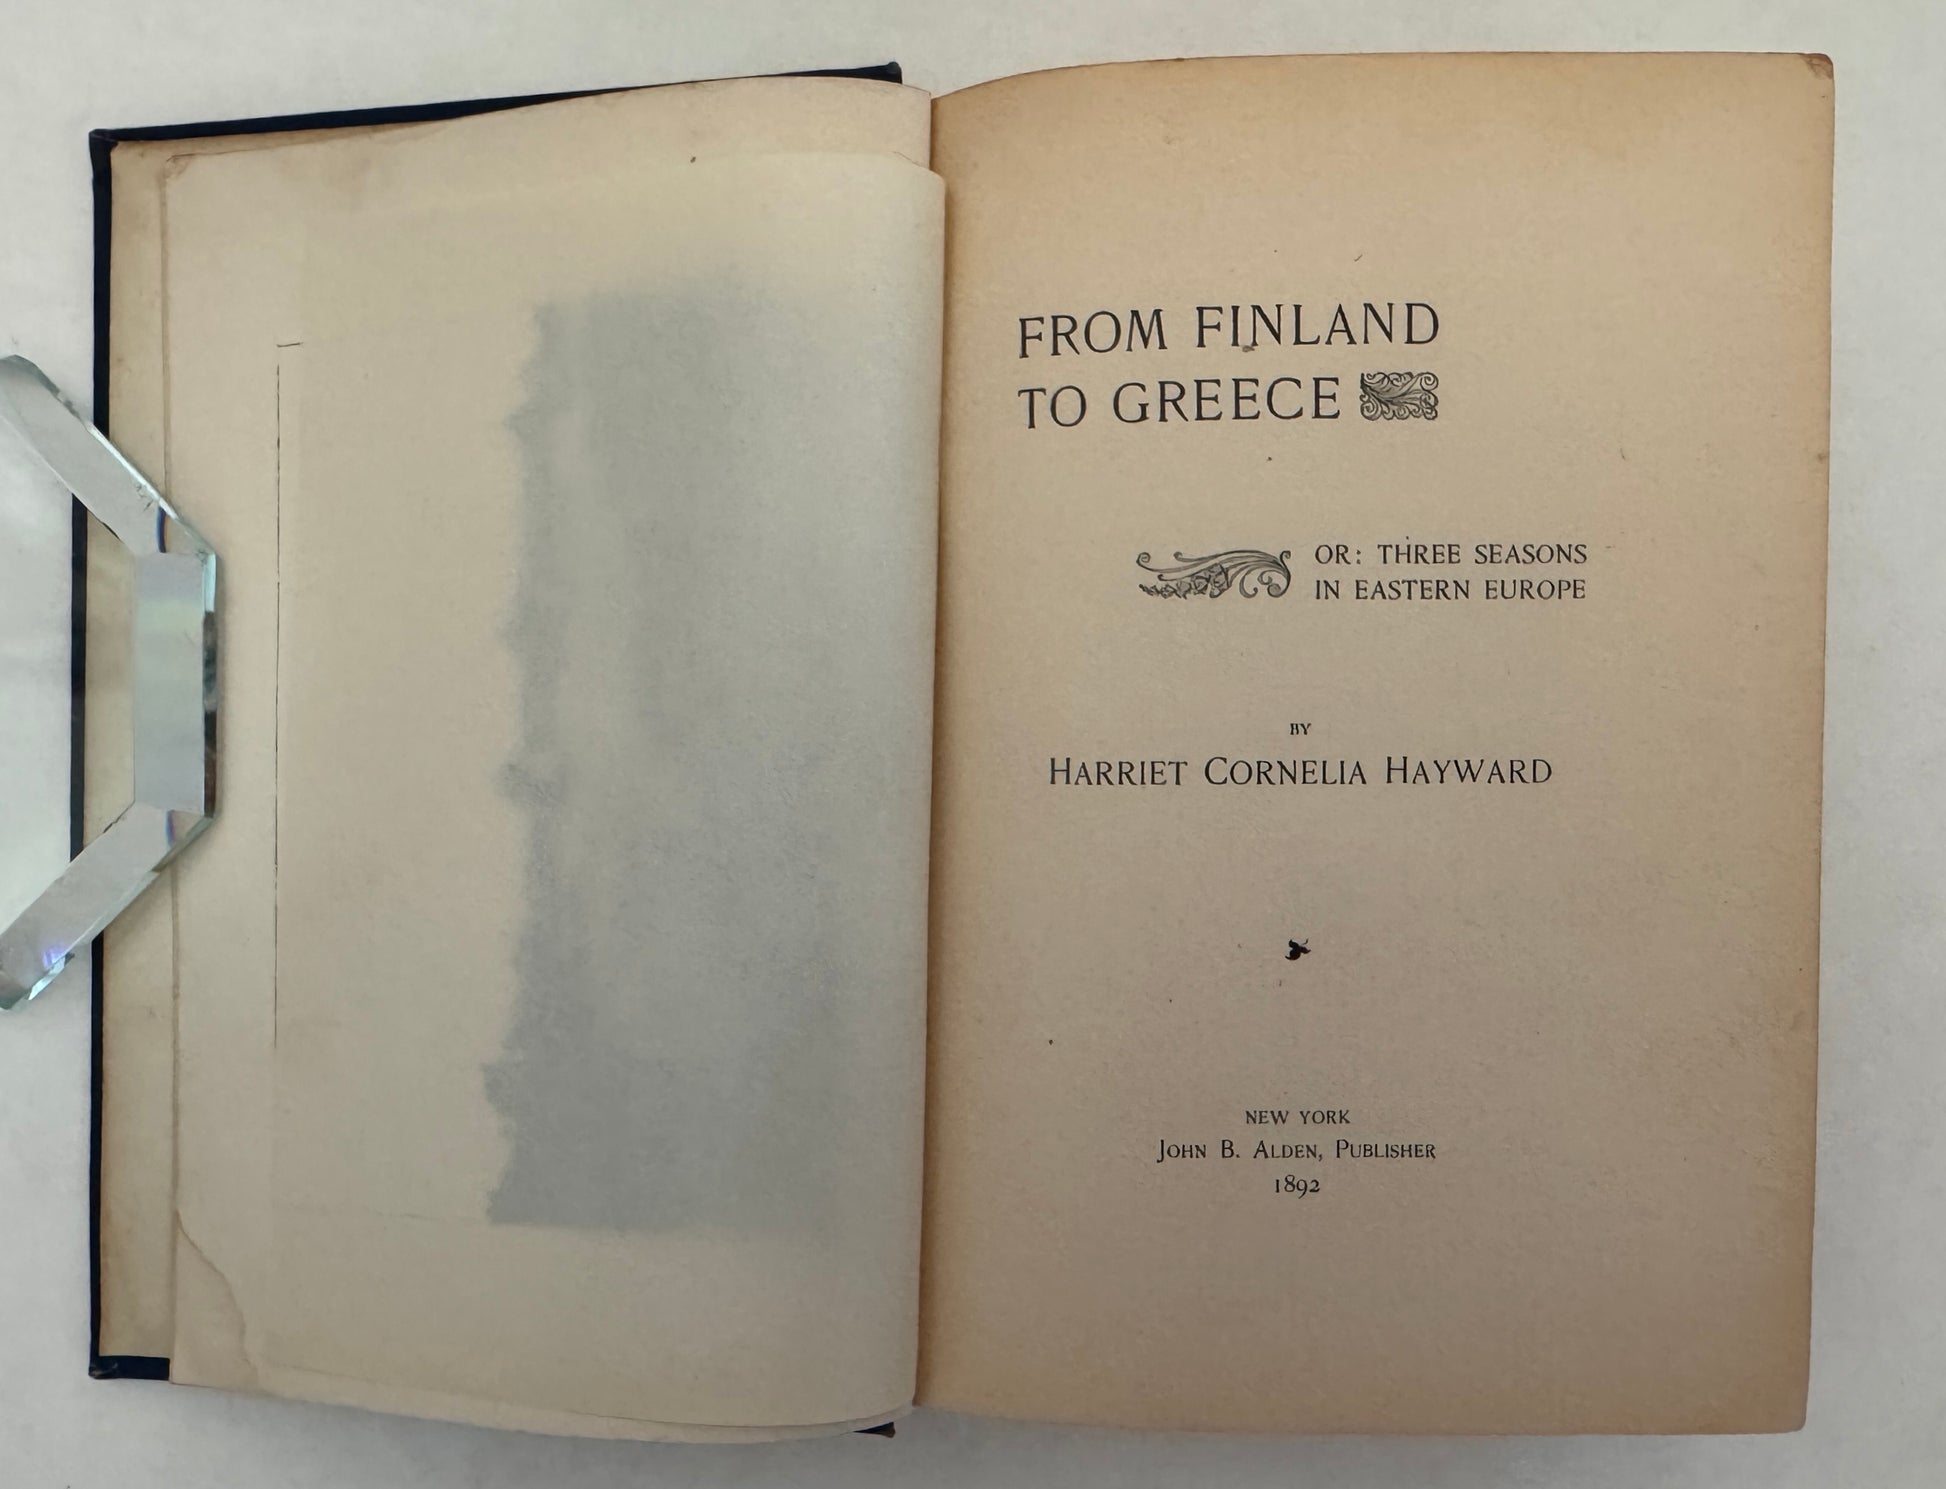 FROM FINLAND
TO GREECE
OR: THREE SEASONS
IN EASTERN EUROPE
BY
HARRIET CORNELIA HAYWARD
NEW YORK
JOHN B. ALDEN, PUBLISHER
1892